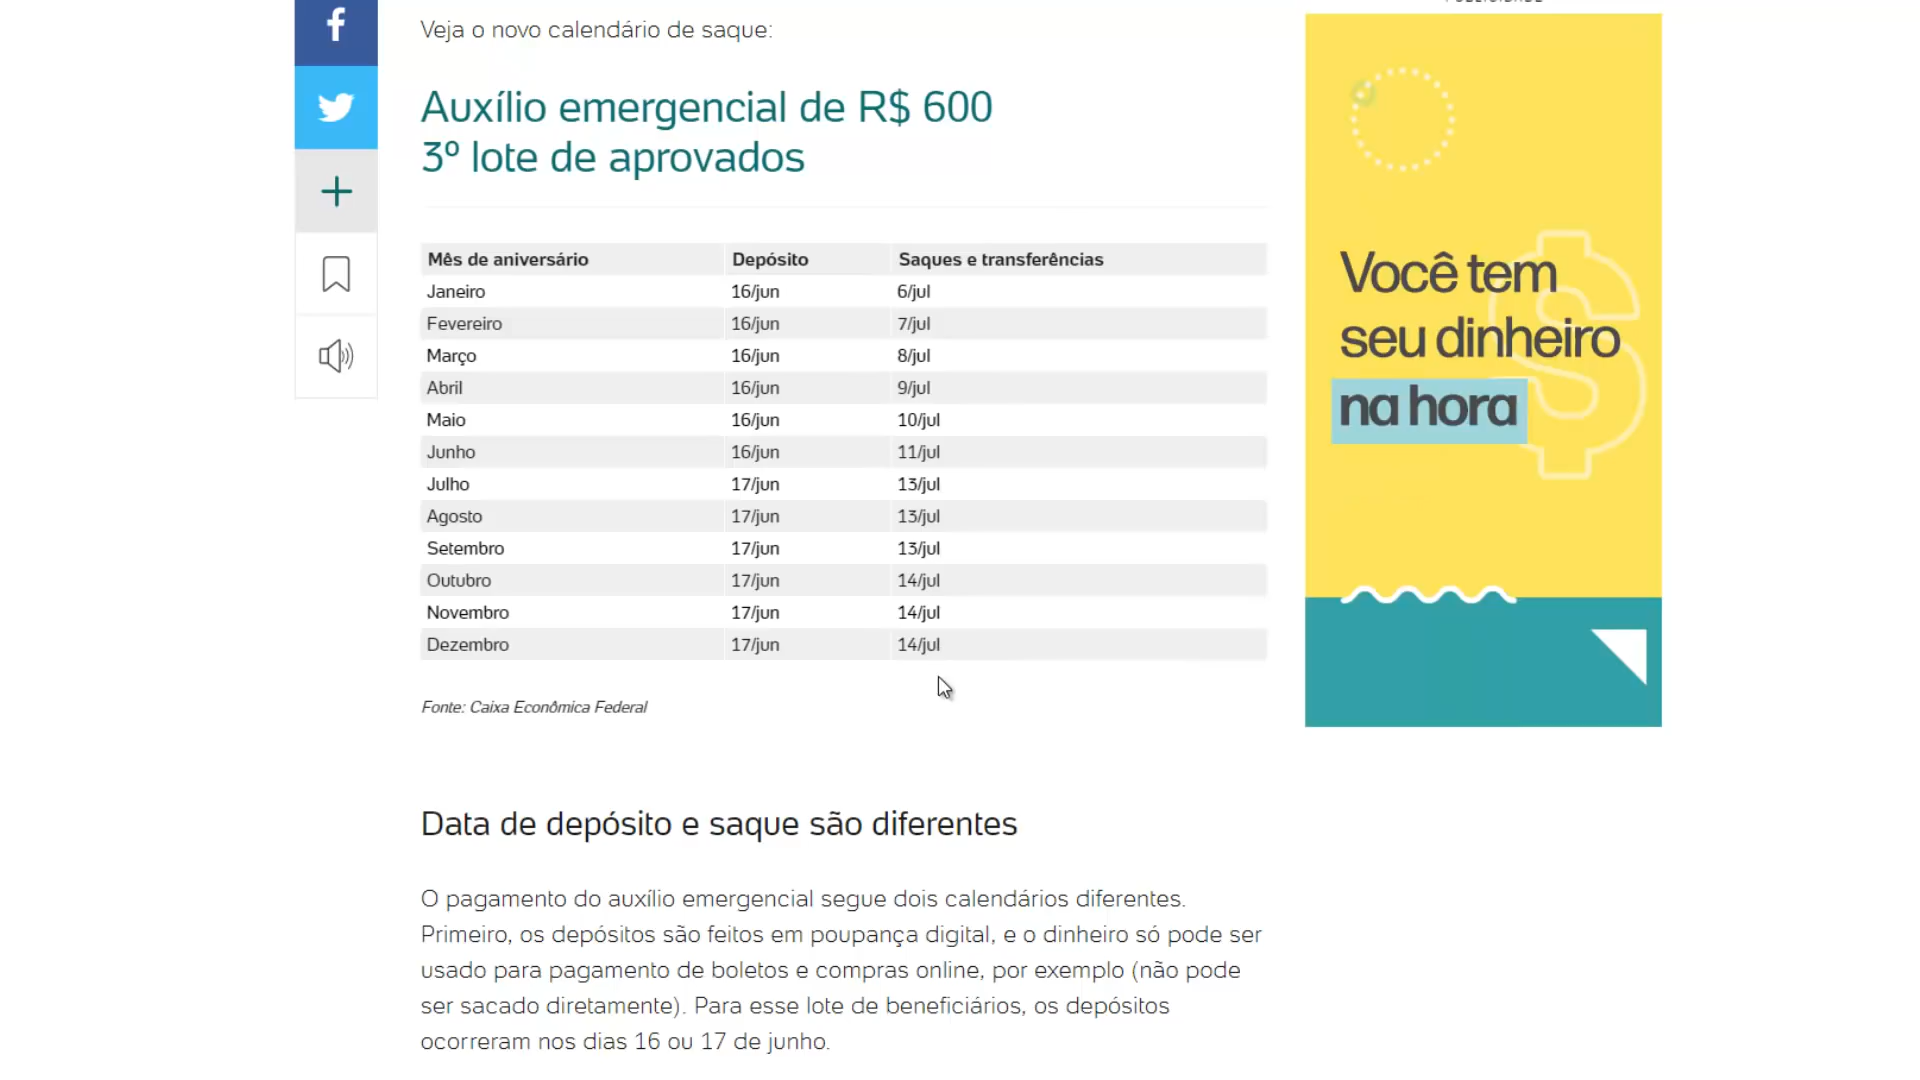 Veja o novo calendário de saque:
Auxílio emergencial de R$ 600
3º lote de aprovados
Mês de aniversário Depósito Saques e transferências
Janeiro 16/jun 6/jul
Fevereiro 16/jun 7/jul
Março 16/jun 8/jul
Abril 16/jun 9/jul
Maio 16/jun 10/jul
Junho 16/jun 11/jul
Julho 17/jun 13/jul
Agosto 17/jun 13/jul
Setembro 17/jun 13/jul
Outubro 17/jun 14/jul
Novembro 17/jun 14/jul
Dezembro 17/jun 14/jul
Fonte: Caixa Econômica Federal
Data de depósito e saque são diferentes
O pagamento do auxílio emergencial segue dois calendários diferentes.
Primeiro, os depósitos são feitos em poupança digital, e o dinheiro só pode ser
usado para pagamento de boletos e compras online, por exemplo (não pode
ser sacado diretamente). Para esse lote de beneficiários, os depósitos
ocorreram nos dias 16 ou 17 de junho.
Você tem
seu dinheiro
na hora